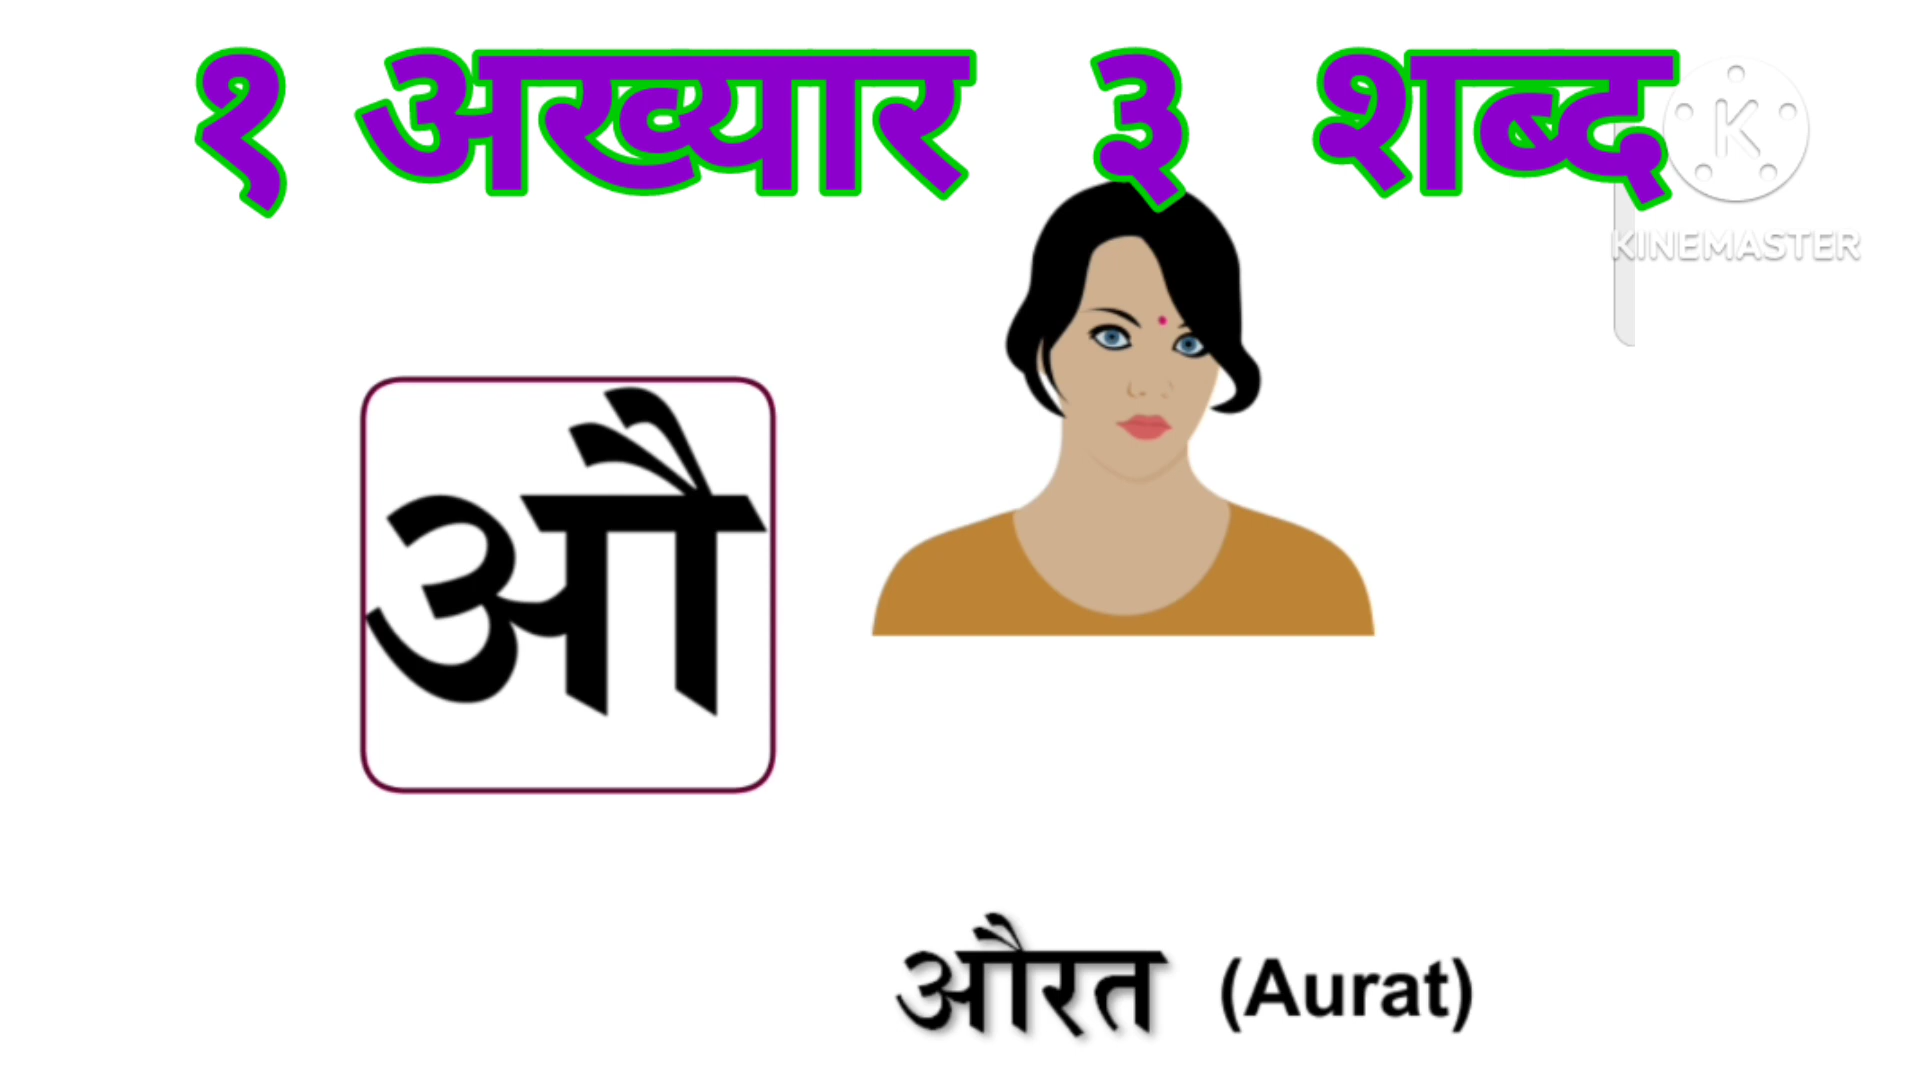 १ अख्यार ३ शब्द
K
KINEMASTER
औ
औरत (Aurat)